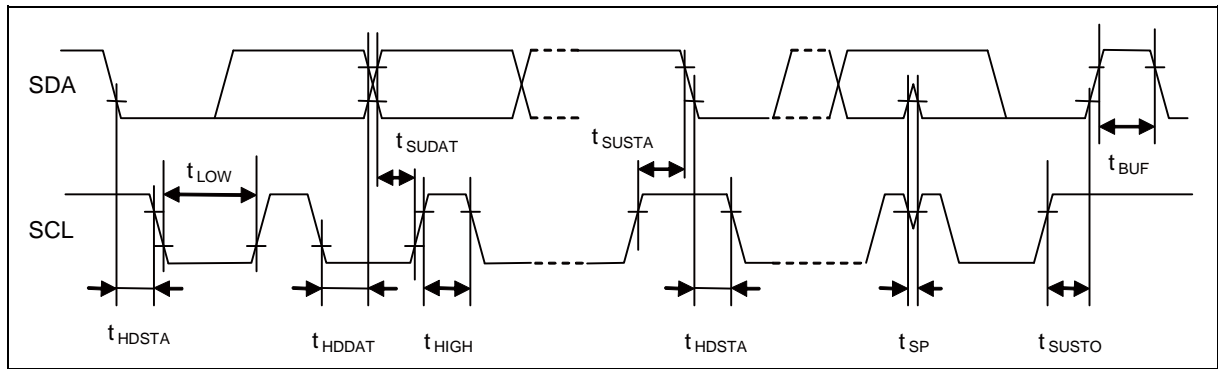 SDA
t SUDAT
t SUSTA
t BUF
t LOW
SCL
t HDSTA
t HDDAT
t HIGH
t HDSTA
t SP
t SUSTO